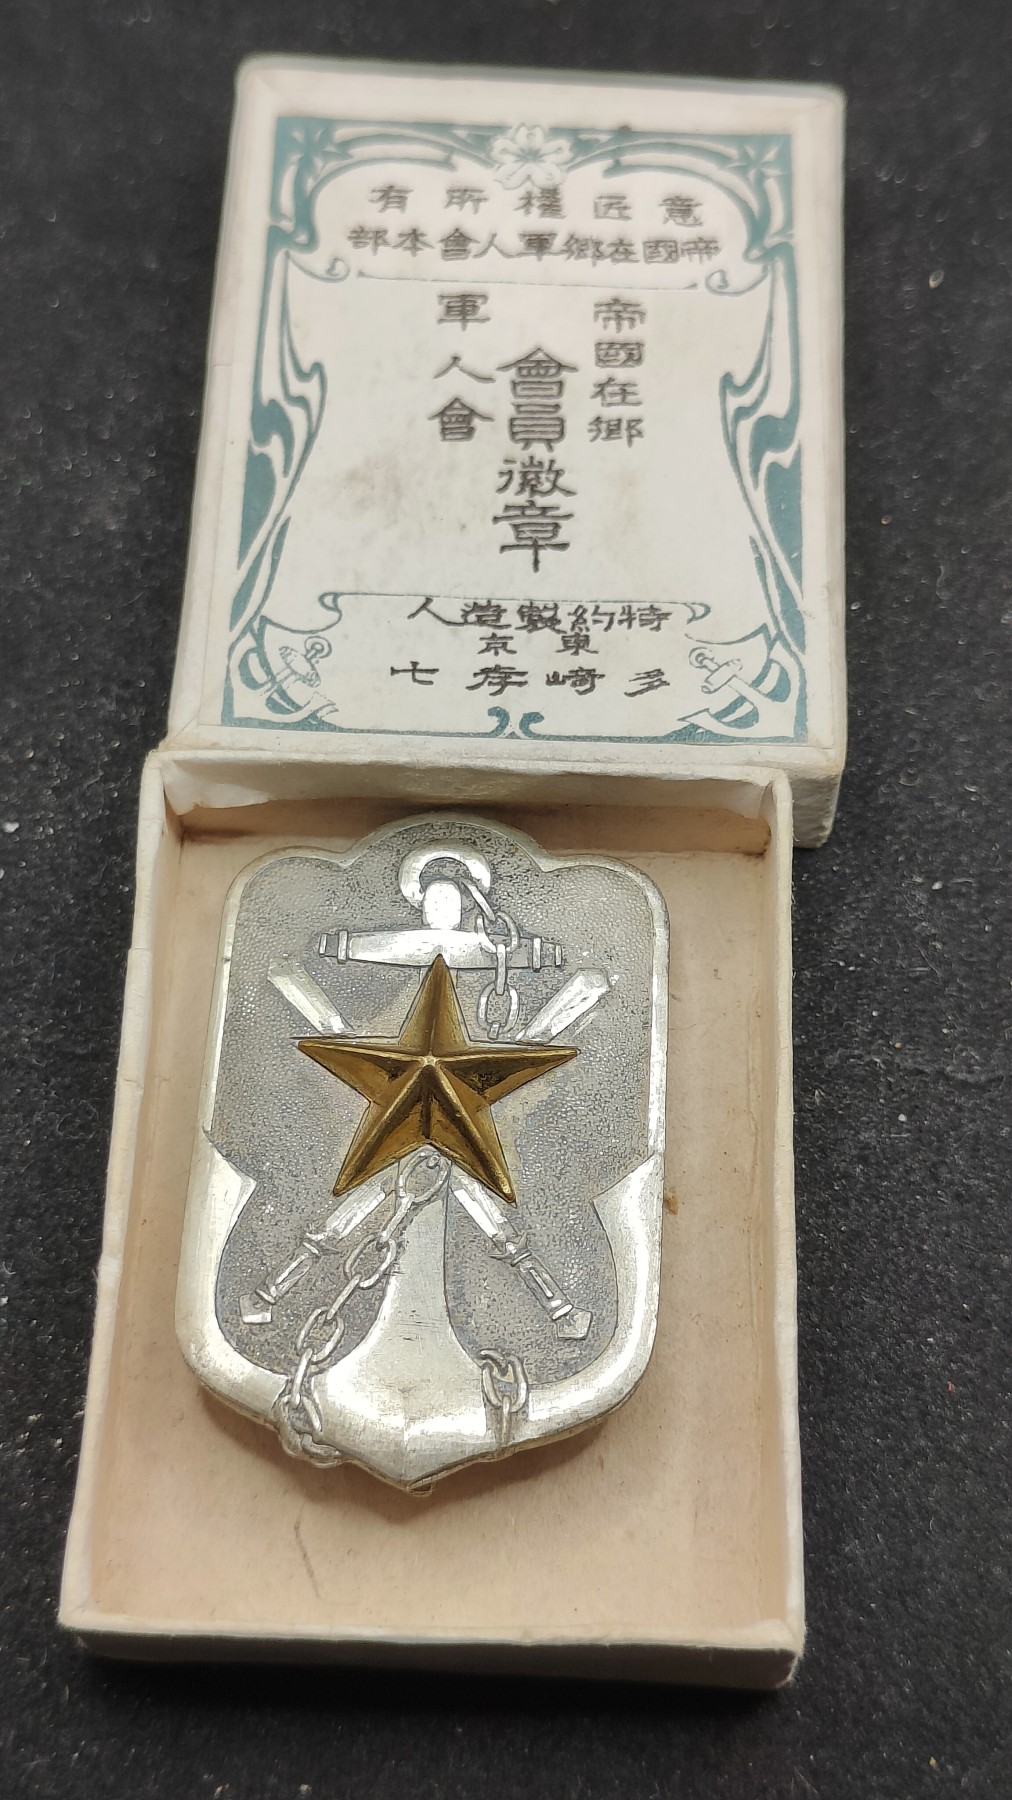 意匠權所有
帝國在鄉軍人會本部
帝國在鄉
軍人會
會員徽章
特約製造人
東京
多崎存七